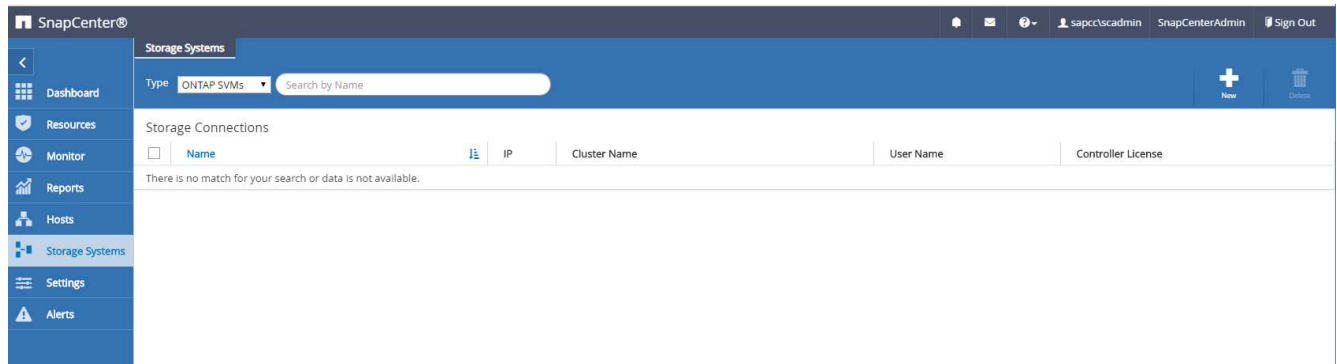 SnapCenter®
sapcc\scadmin SnapCenterAdmin Sign Out
Storage Systems
Type ONTAP SVMs Search by Name
New Delete
Dashboard
Resources
Monitor
Reports
Hosts
Storage Systems
Settings
Alerts
Storage Connections
Name IP Cluster Name User Name Controller License
There is no match for your search or data is not available.